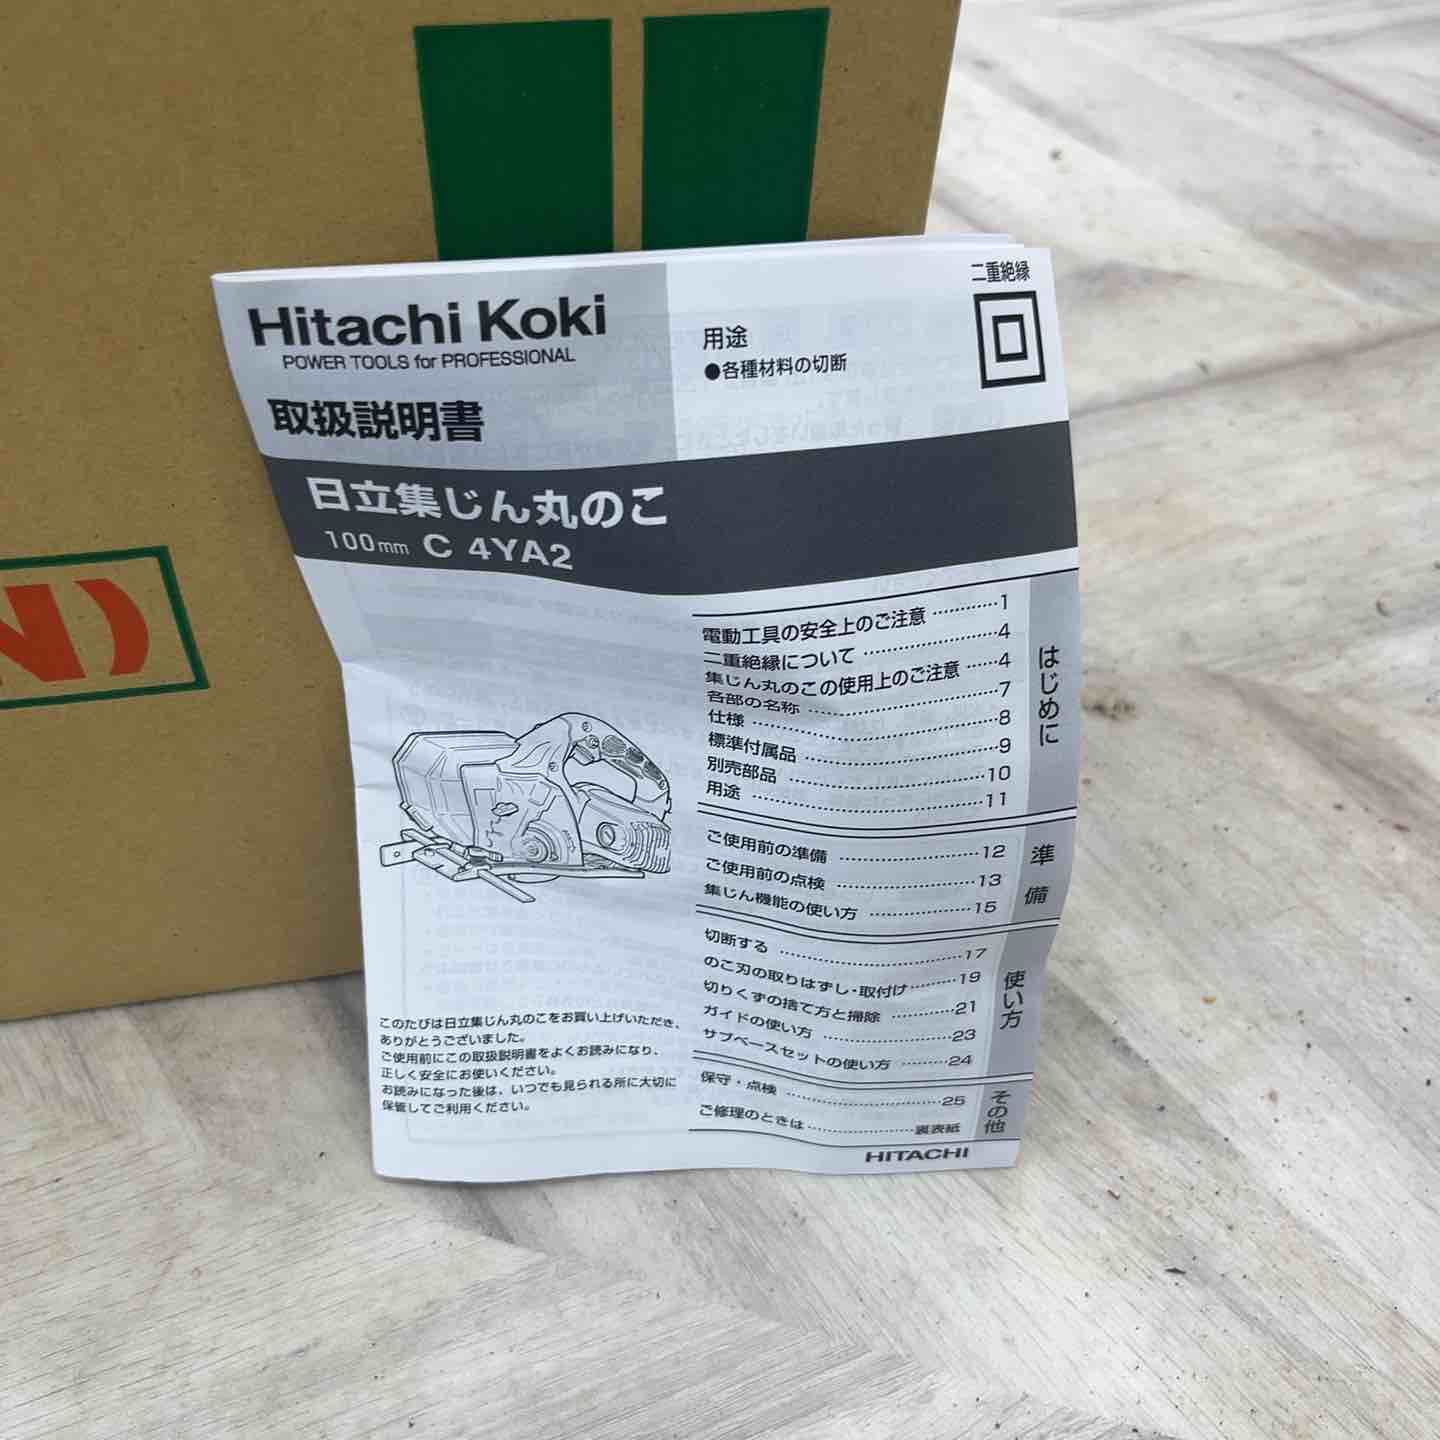 Hitachi Koki
POWER TOOLS for PROFESSIONAL
取扱説明書
用途
●各種材料の切断
二重絶縁
日立集じん丸のこ
100mm C 4YA2
電動工具の安全上のご注意 …………1
二重絶縁について ……………………4
集じん丸のこの使用上のご注意 ……4
各部の名称 ……………………………7
仕様 ……………………………………8
標準付属品 ……………………………9
別売部品 ………………………………10
用途 ……………………………………11
はじめに
ご使用前の準備 ………………………12
ご使用前の点検 ………………………13
集じん機能の使い方 …………………15
準備
切断する ………………………………17
のこ刃の取りはずし・取付け ………19
切りくずの捨て方と掃除 ……………21
ガイドの使い方 ………………………23
サブベースセットの使い方 …………24
使い方
保守・点検 ……………………………25
ご修理のときは ………………………裏表紙
その他
このたびは日立集じん丸のこをお買い上げいただき、
ありがとうございました。
ご使用前にこの取扱説明書をよくお読みになり、
正しく安全にお使いください。
お読みになった後は、いつでも見られる所に大切に
保管してご利用ください。
HITACHI
N)